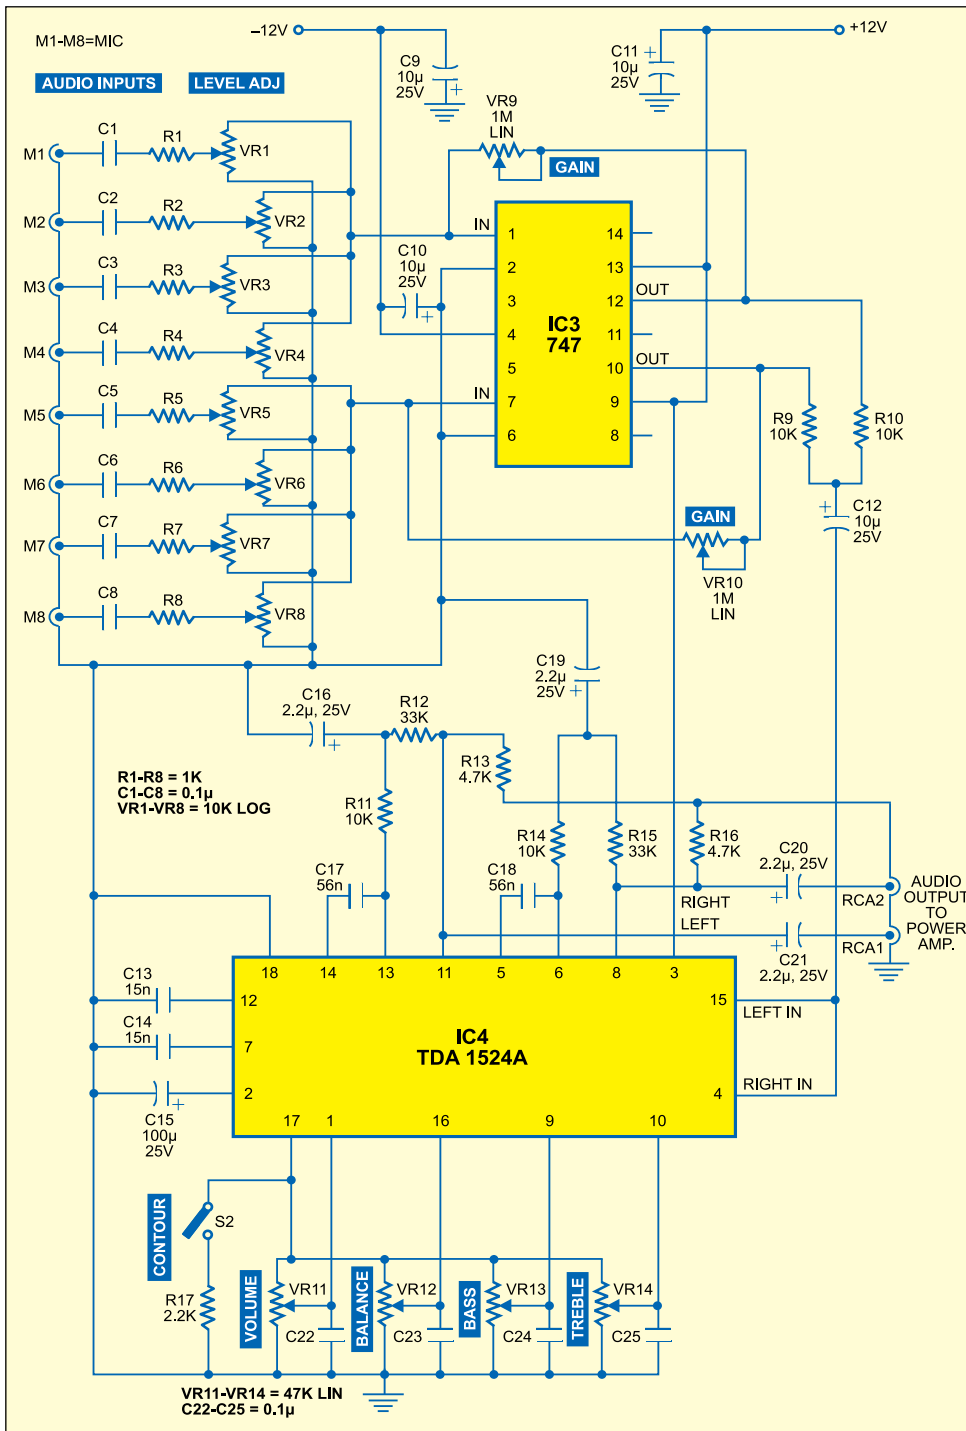 M1-M8=MIC
–12V
+12V
AUDIO INPUTS
LEVEL ADJ
C9
10µ
25V
+
C11
10µ
25V
+
VR9
1M
LIN
GAIN
M1
C1
R1
VR1
M2
C2
R2
VR2
M3
C3
R3
VR3
M4
C4
R4
VR4
M5
C5
R5
VR5
M6
C6
R6
VR6
M7
C7
R7
VR7
M8
C8
R8
VR8
C10
10µ
25V
+
IN
IN
OUT
OUT
1
2
3
4
5
7
6
IC3
747
14
13
12
11
10
9
8
R9
10K
R10
10K
C12
10µ
25V
+
GAIN
VR10
1M
LIN
C19
2.2µ
25V
+
C16
2.2µ, 25V
+
R12
33K
R13
4.7K
R1-R8 = 1K
C1-C8 = 0.1µ
VR1-VR8 = 10K LOG
R11
10K
R14
10K
R15
33K
R16
4.7K
C17
56n
C18
56n
C20
2.2µ, 25V
+
RIGHT
LEFT
RCA2
RCA1
C21
2.2µ, 25V
+
AUDIO
OUTPUT
TO
POWER
AMP.
18
14
13
11
5
6
8
3
C13
15n
12
C14
15n
7
C15
100µ
25V
+
2
IC4
TDA 1524A
15
LEFT IN
4
RIGHT IN
17
1
16
9
10
CONTOUR
S2
R17
2.2K
VOLUME
VR11
C22
BALANCE
VR12
C23
BASS
VR13
C24
TREBLE
VR14
C25
VR11-VR14 = 47K LIN
C22-C25 = 0.1µ